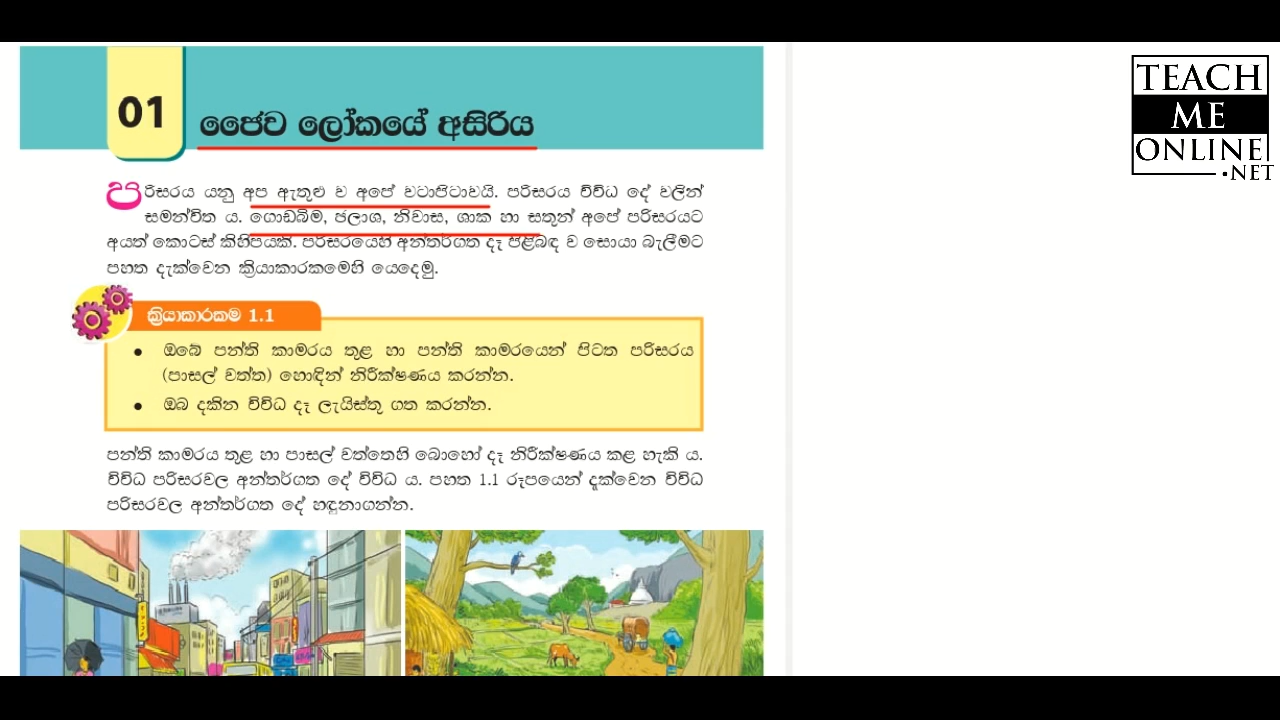 01
ජෛව ලෝකයේ අසිරිය
පරිසරය යනු අප ඇතුළු ව අපේ වටාපිටාවයි. පරිසරය විවිධ දේ වලින්
සමන්විත ය. ගොඩබිම, ජලාශ, නිවාස, ශාක හා සතුන් අපේ පරිසරයට
අයත් කොටස් කිහිපයකි. පරිසරයෙහි අන්තර්ගත දෑ පිළිබඳ ව සොයා බැලීමට
පහත දැක්වෙන ක්‍රියාකාරකමෙහි යෙදෙමු.
ක්‍රියාකාරකම 1.1
• ඔබේ පන්ති කාමරය තුළ හා පන්ති කාමරයෙන් පිටත පරිසරය
(පාසල් වත්ත) හොඳින් නිරීක්ෂණය කරන්න.
• ඔබ දකින විවිධ දෑ ලැයිස්තු ගත කරන්න.
පන්ති කාමරය තුළ හා පාසල් වත්තෙහි බොහෝ දෑ නිරීක්ෂණය කළ හැකි ය.
විවිධ පරිසරවල අන්තර්ගත දේ විවිධ ය. පහත 1.1 රූපයෙන් දැක්වෙන විවිධ
පරිසරවල අන්තර්ගත දේ හඳුනාගන්න.
TEACH
ME
ONLINE
.NET